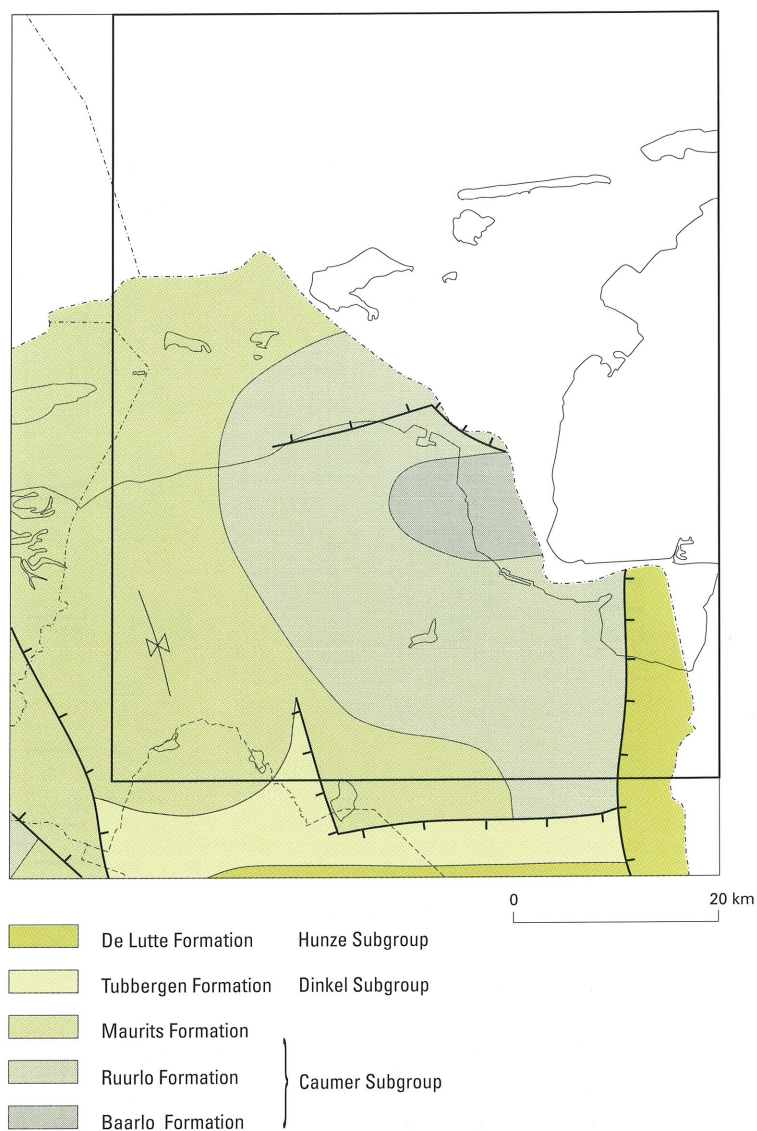 0 20 km
De Lutte Formation Hunze Subgroup
Tubbergen Formation Dinkel Subgroup
Maurits Formation
Ruurlo Formation
Caumer Subgroup
Baarlo Formation